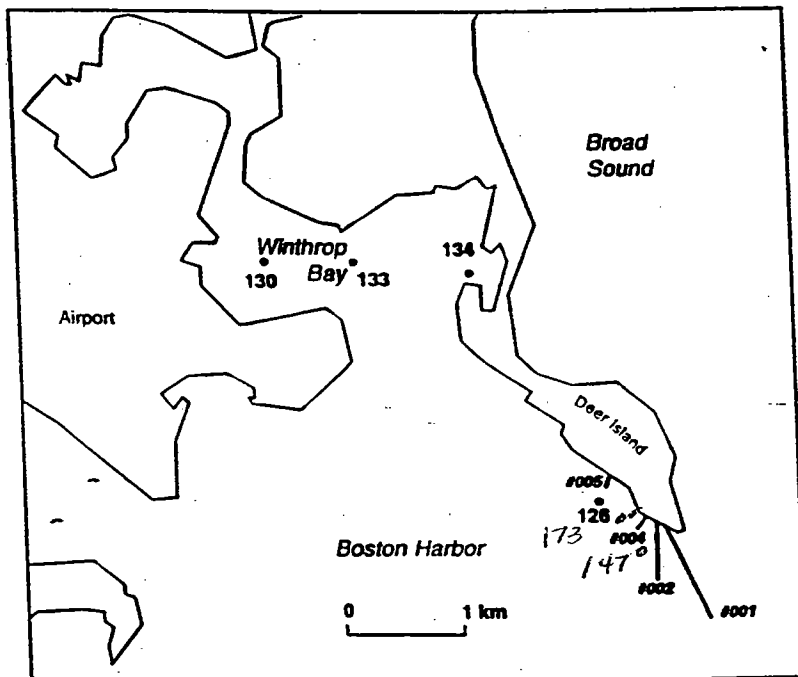 Broad
Sound
Winthrop
Bay
130
133
134
Airport
Deer Island
#005
126
173
#004
147
Boston Harbor
#002
#001
0 1 km